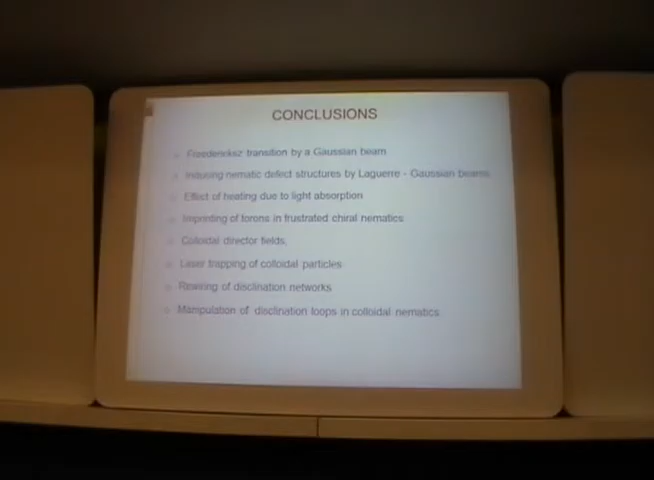 CONCLUSIONS
Freedericksz transition by a Gaussian beam
Inducing nematic defect structures by Laguerre - Gaussian beams
Effect of heating due to light absorption
Imprinting of torons in frustrated chiral nematics
Colloidal director fields,
Laser trapping of colloidal particles
Rewiring of disclination networks
Manipulation of disclination loops in colloidal nematics